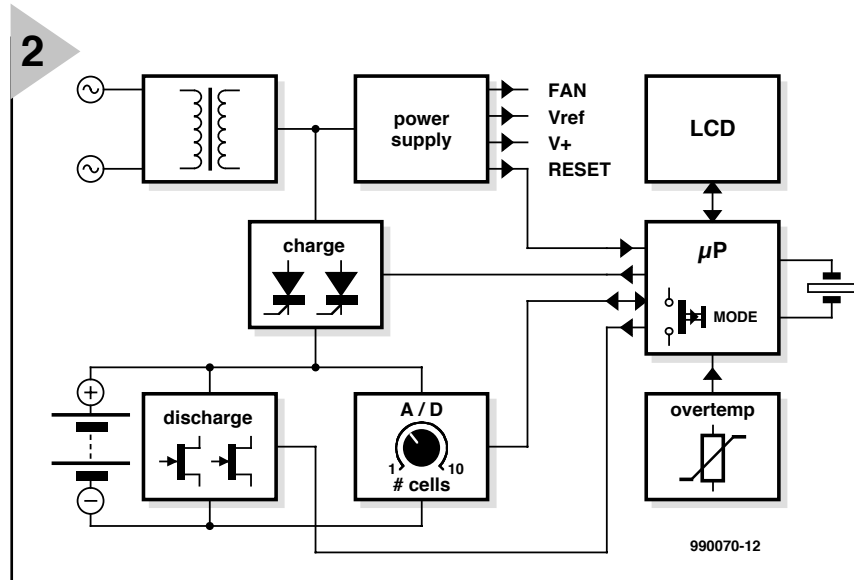 2
power
supply
FAN
Vref
V+
RESET
LCD
charge
µP
MODE
discharge
A / D
1 10
# cells
overtemp
990070-12